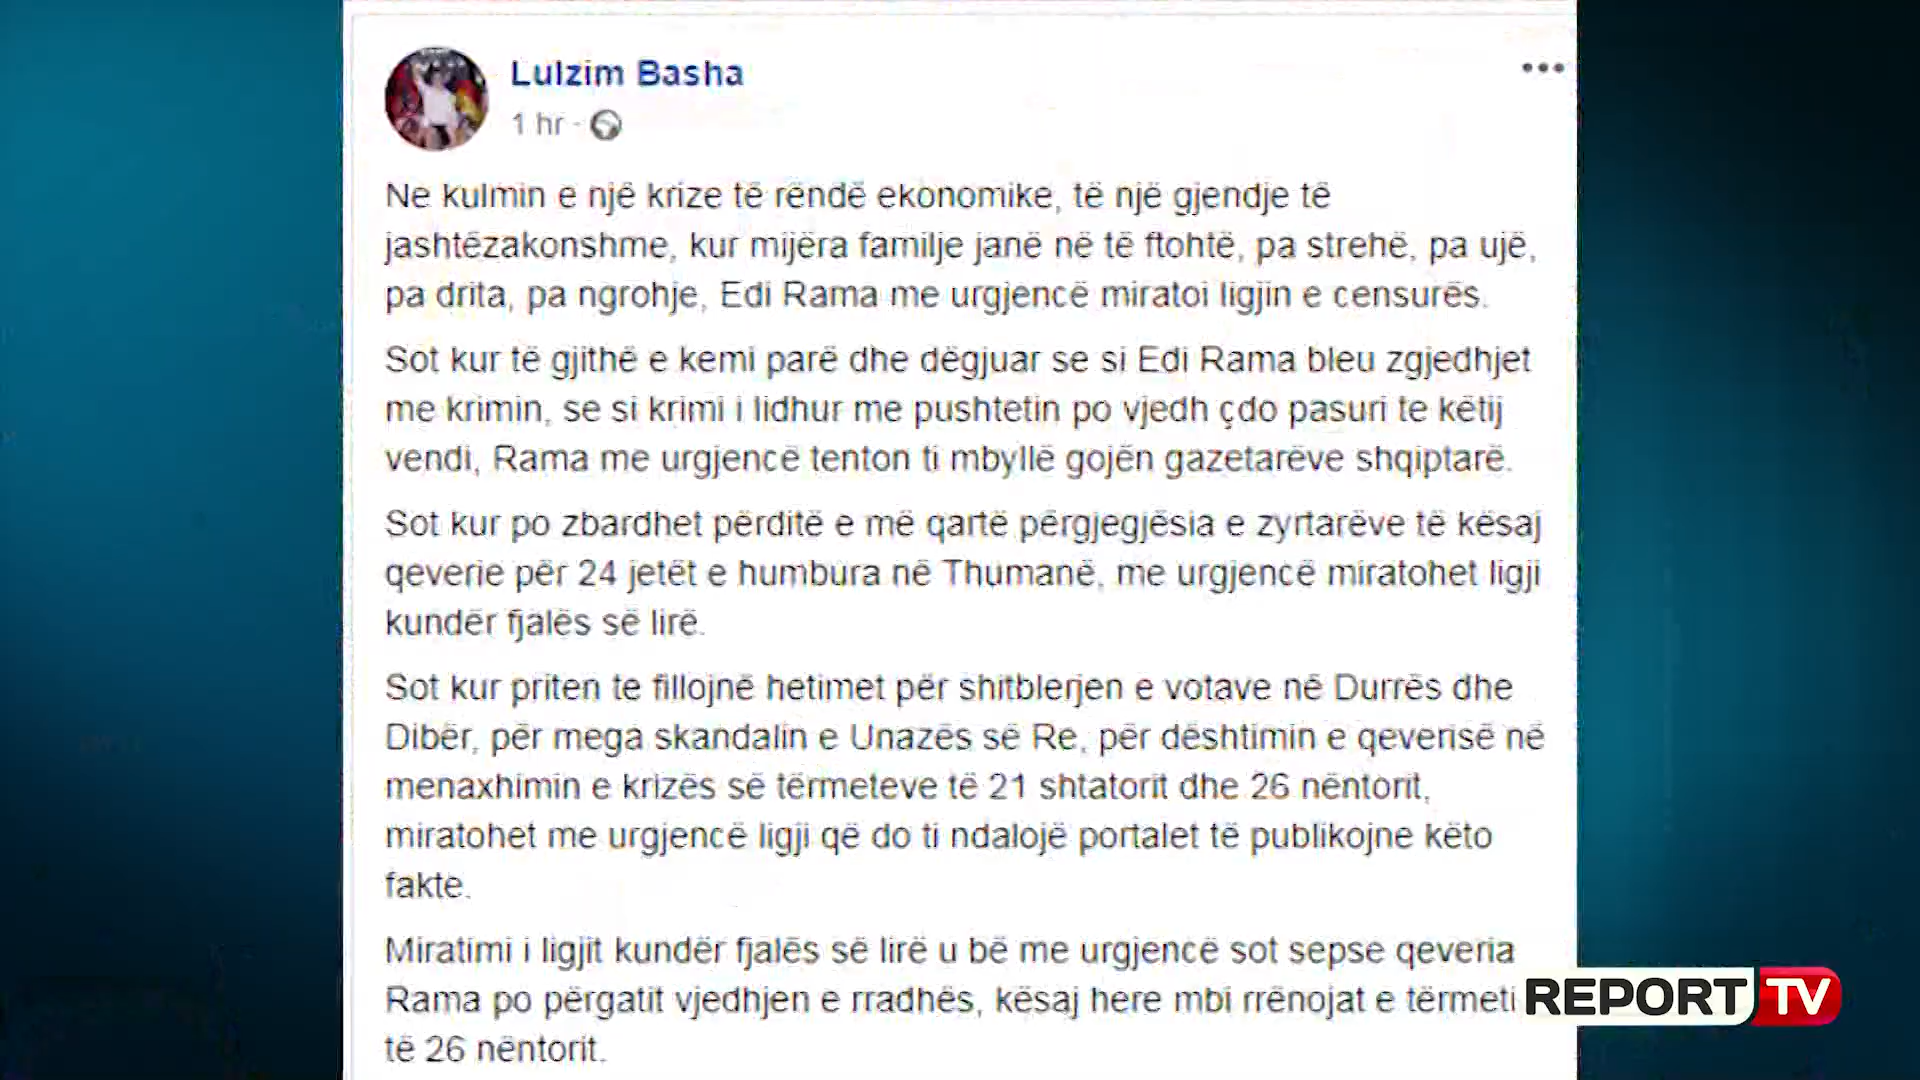 Lulzim Basha
1 hr
Ne kulmin e një krize të rëndë ekonomike, të një gjendje të
jashtëzakonshme, kur mijëra familje janë në të ftohtë, pa strehë, pa ujë,
pa drita, pa ngrohje, Edi Rama me urgjencë miratoi ligjin e censurës.
Sot kur të gjithë e kemi parë dhe dëgjuar se si Edi Rama bleu zgjedhjet
me krimin, se si krimi i lidhur me pushtetin po vjedh çdo pasuri te këtij
vendi, Rama me urgjencë tenton ti mbyllë gojën gazetarëve shqiptarë.
Sot kur po zbardhet përditë e më qartë përgjegjësia e zyrtarëve të kësaj
qeverie për 24 jetët e humbura në Thumanë, me urgjencë miratohet ligji
kundër fjalës së lirë.
Sot kur priten te fillojnë hetimet për shitblerjen e votave në Durrës dhe
Dibër, për mega skandalin e Unazës së Re, për dështimin e qeverisë në
menaxhimin e krizës së tërmeteve të 21 shtatorit dhe 26 nëntorit,
miratohet me urgjencë ligji që do ti ndalojë portalet të publikojne këto
fakte.
Miratimi i ligjit kundër fjalës së lirë u bë me urgjencë sot sepse qeveria
Rama po përgatit vjedhjen e rradhës, kësaj here mbi rrënojat e tërmeti
të 26 nëntorit.
REPORT TV